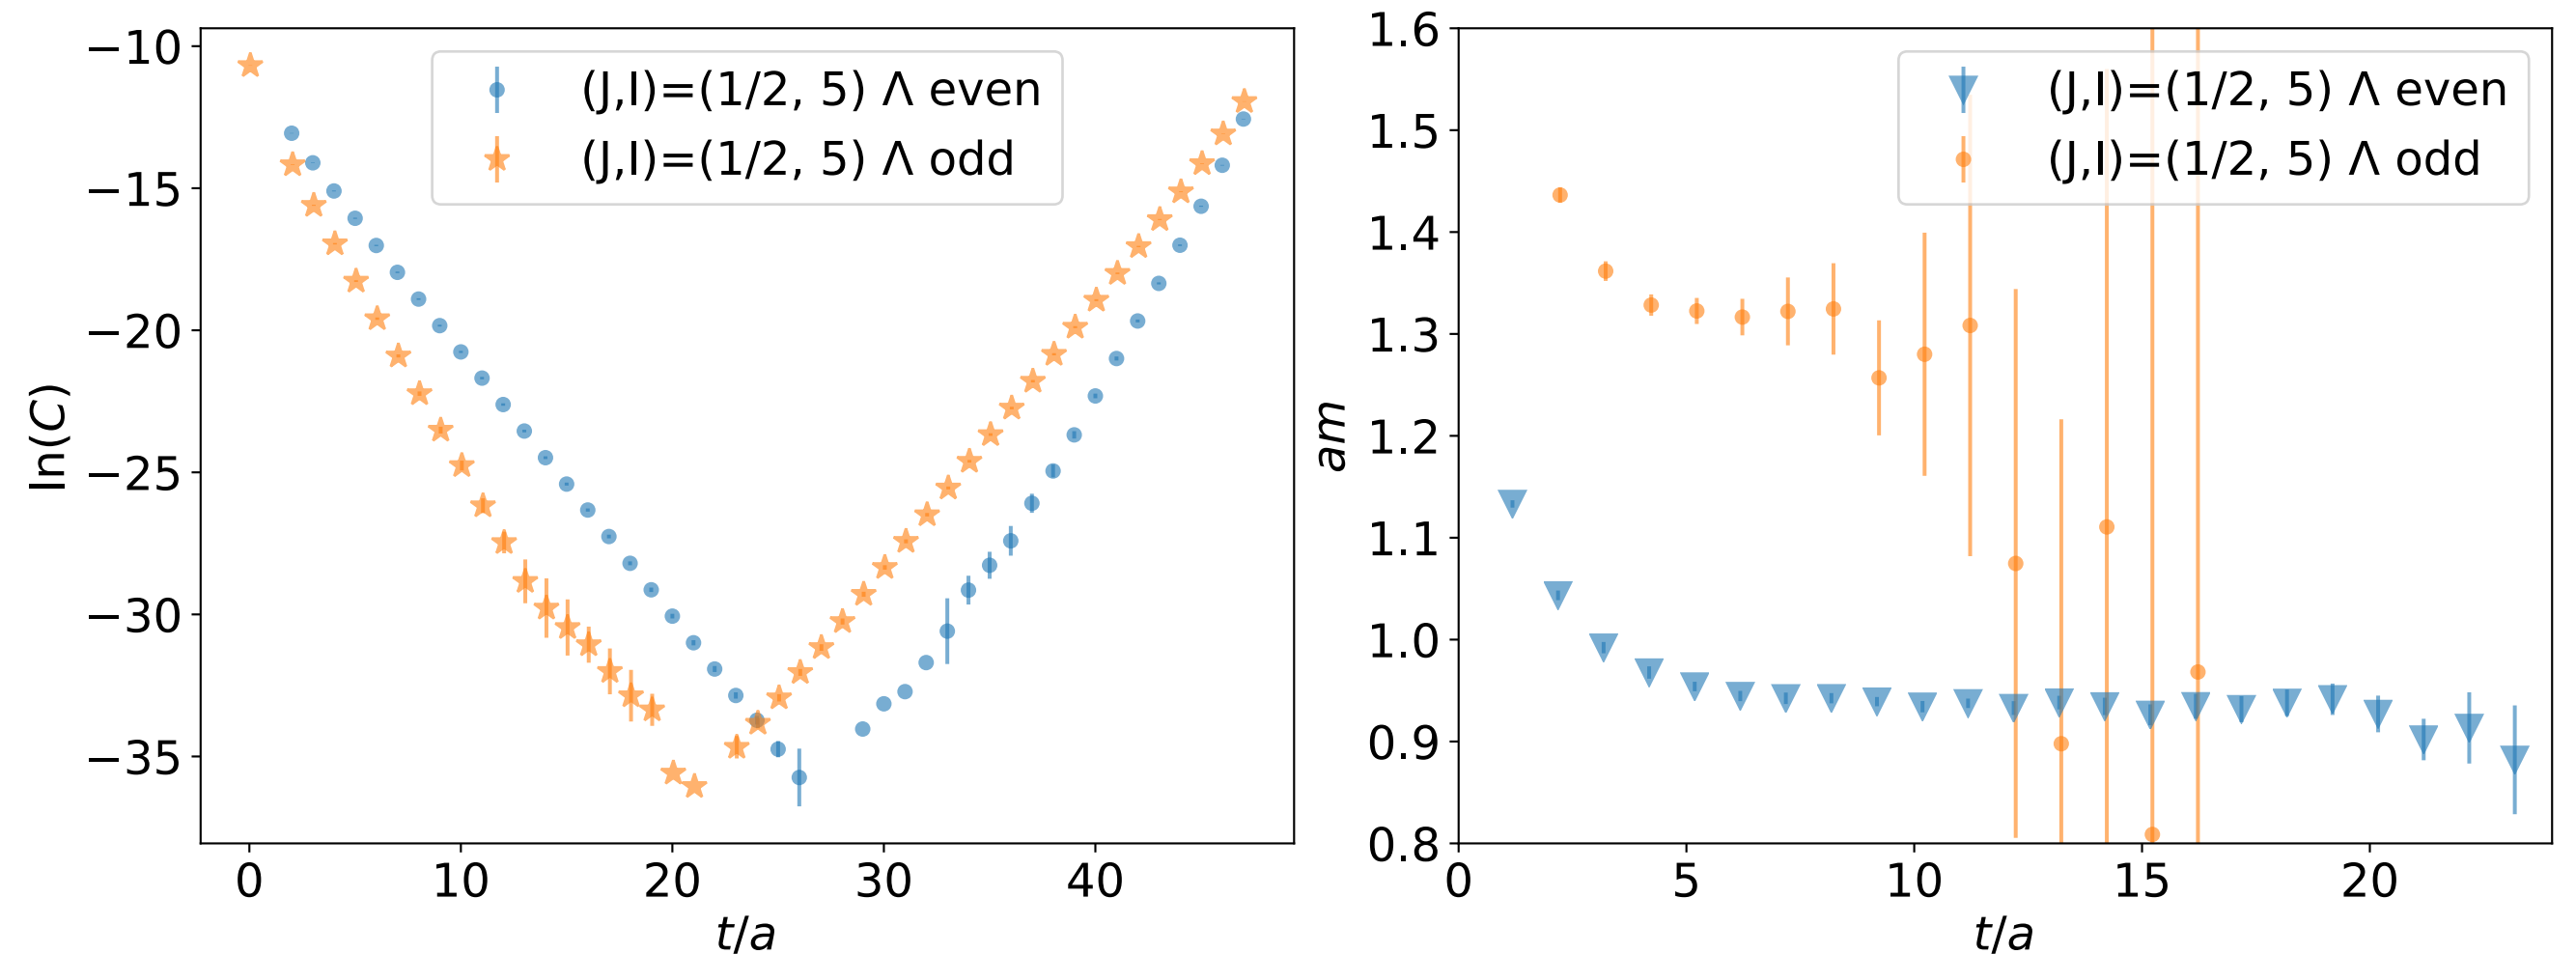 −10
−15
−20
−25
−30
−35
ln(C)
0 10 20 30 40
t/a
(J,I)=(1/2, 5) Λ even
(J,I)=(1/2, 5) Λ odd
1.6
1.5
1.4
1.3
1.2
1.1
1.0
0.9
0.8
am
0 5 10 15 20
t/a
(J,I)=(1/2, 5) Λ even
(J,I)=(1/2, 5) Λ odd